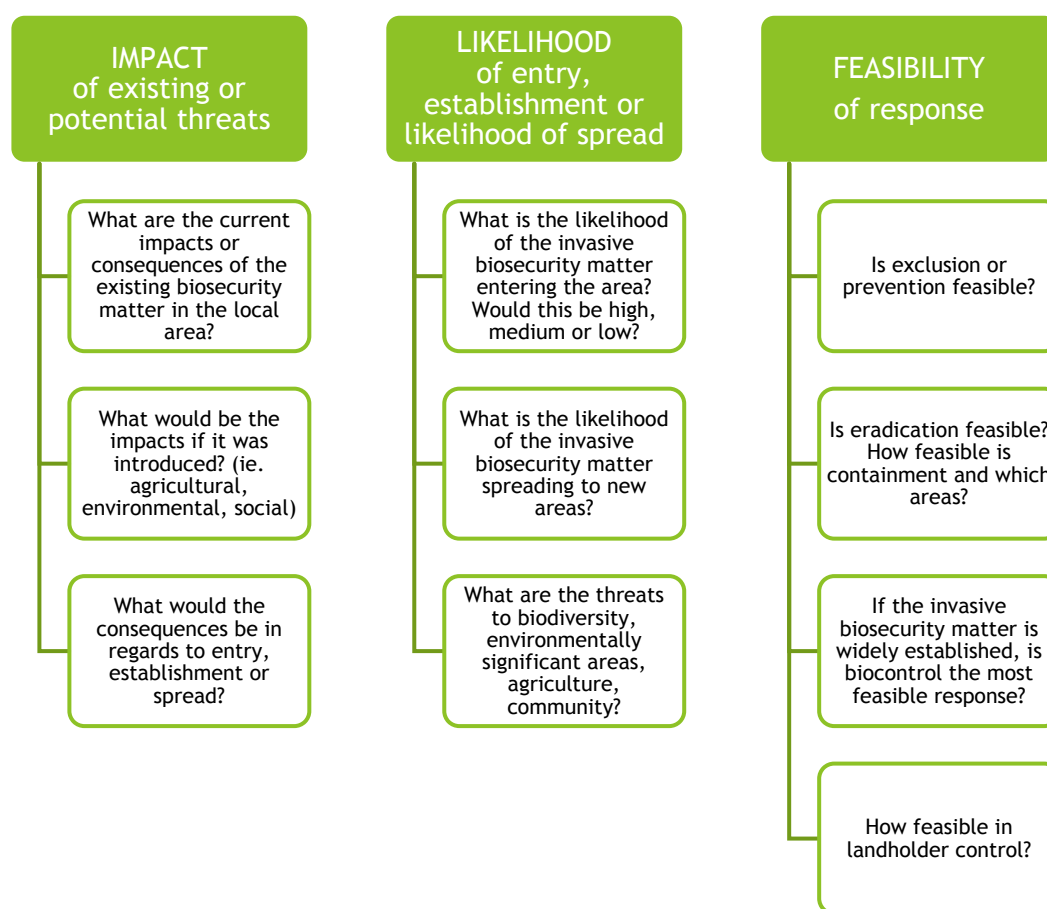 IMPACT
of existing or
potential threats
What are the current
impacts or
consequences of the
existing biosecurity
matter in the local
area?
What would be the
impacts if it was
introduced? (ie.
agricultural,
environmental, social)
What would the
consequences be in
regards to entry,
establishment or
spread?
LIKELIHOOD
of entry,
establishment or
likelihood of spread
What is the likelihood
of the invasive
biosecurity matter
entering the area?
Would this be high,
medium or low?
What is the likelihood
of the invasive
biosecurity matter
spreading to new
areas?
What are the threats
to biodiversity,
environmentally
significant areas,
agriculture,
community?
FEASIBILITY
of response
Is exclusion or
prevention feasible?
Is eradication feasible?
How feasible is
containment and which
areas?
If the invasive
biosecurity matter is
widely established, is
biocontrol the most
feasible response?
How feasible in
landholder control?